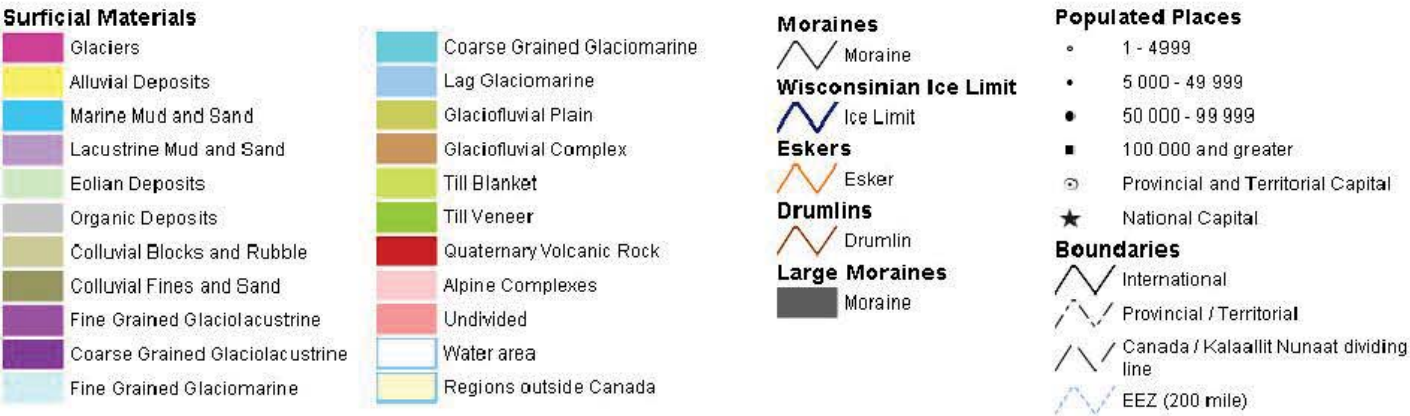 Surficial Materials
Glaciers
Alluvial Deposits
Marine Mud and Sand
Lacustrine Mud and Sand
Eolian Deposits
Organic Deposits
Colluvial Blocks and Rubble
Colluvial Fines and Sand
Fine Grained Glaciolacustrine
Coarse Grained Glaciolacustrine
Fine Grained Glaciomarine
Coarse Grained Glaciomarine
Lag Glaciomarine
Glaciofluvial Plain
Glaciofluvial Complex
Till Blanket
Till Veneer
Quaternary Volcanic Rock
Alpine Complexes
Undivided
Water area
Regions outside Canada
Moraines
Moraine
Wisconsinian Ice Limit
Ice Limit
Eskers
Esker
Drumlins
Drumlin
Large Moraines
Moraine
Populated Places
1 - 4999
5 000 - 49 999
50 000 - 99 999
100 000 and greater
Provincial and Territorial Capital
National Capital
Boundaries
International
Provincial / Territorial
Canada / Kalaallit Nunaat dividing
line
EEZ (200 mile)